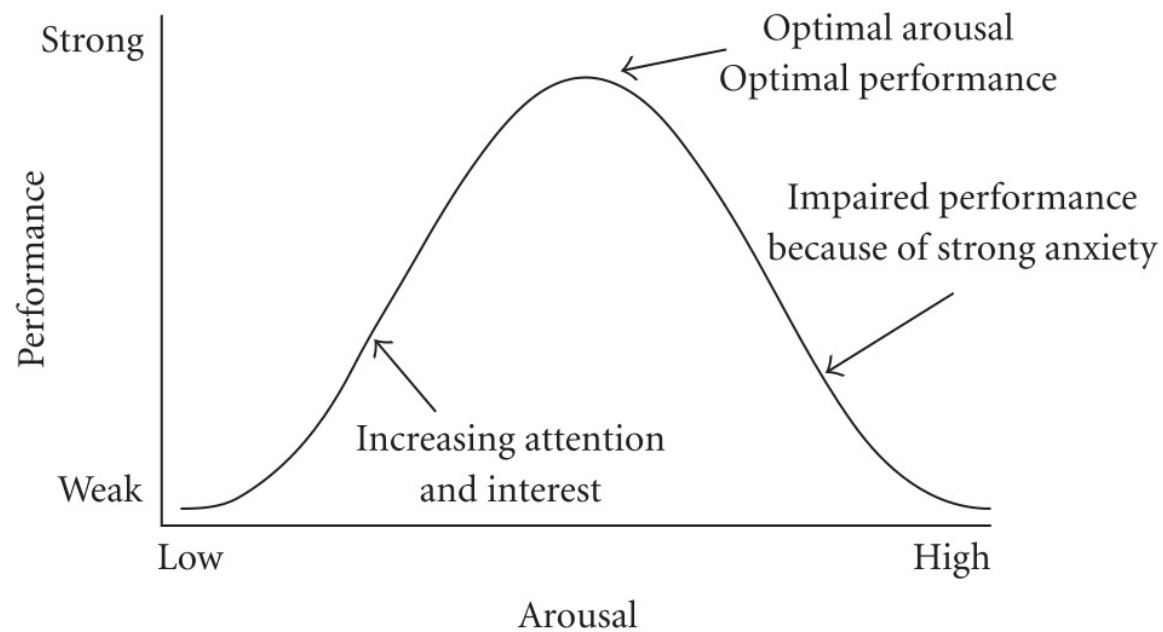 Strong
Optimal arousal
Optimal performance
Impaired performance
because of strong anxiety
Performance
Increasing attention
and interest
Weak
Low
High
Arousal